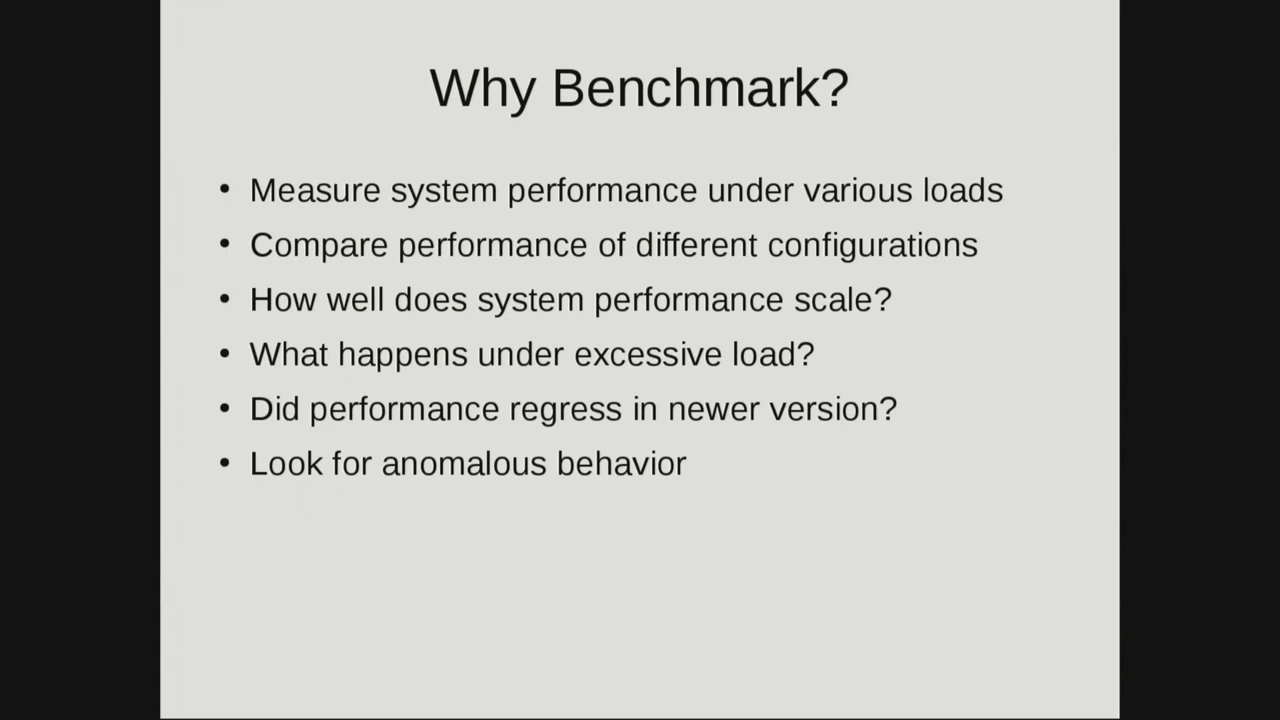 Why Benchmark?
• Measure system performance under various loads
• Compare performance of different configurations
• How well does system performance scale?
• What happens under excessive load?
• Did performance regress in newer version?
• Look for anomalous behavior